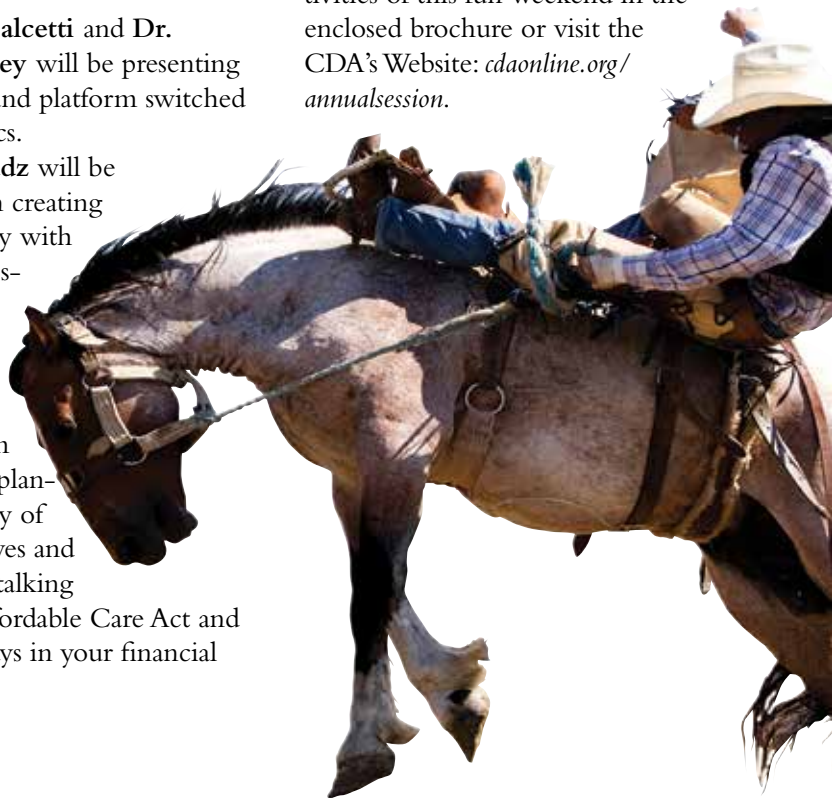 alcetti and Dr.
ey will be presenting
and platform switched
cs.
dz will be
n creating
y with
s-
n
plan-
y of
ves and
talking
fordable Care Act and
ys in your financial
tivities of this fun weekend in the
enclosed brochure or visit the
CDA's Website: cdaonline.org/
annualsession.